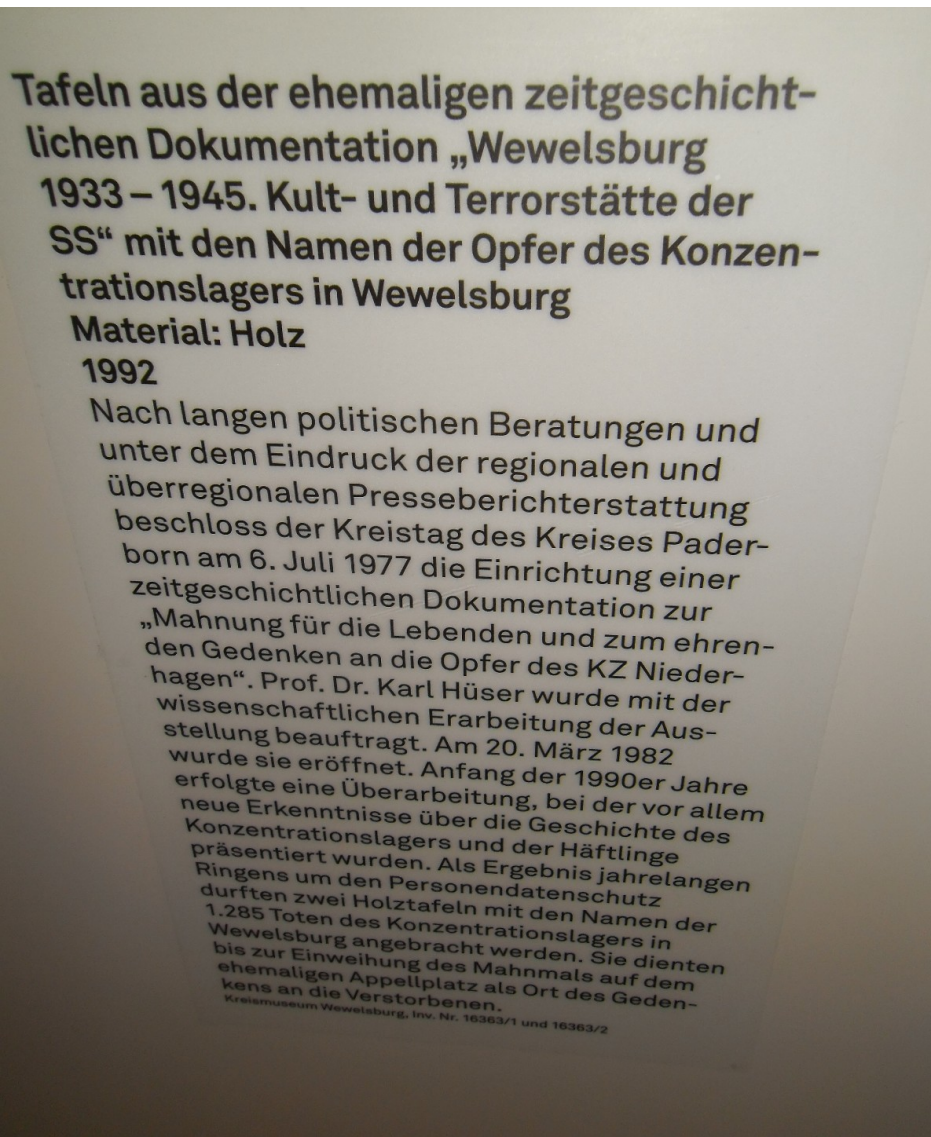 Tafeln aus der ehemaligen zeitgeschicht-
lichen Dokumentation „Wewelsburg
1933 – 1945. Kult- und Terrorstätte der
SS“ mit den Namen der Opfer des Konzen-
trationslagers in Wewelsburg
Material: Holz
1992
Nach langen politischen Beratungen und
unter dem Eindruck der regionalen und
überregionalen Presseberichterstattung
beschloss der Kreistag des Kreises Pader-
born am 6. Juli 1977 die Einrichtung einer
zeitgeschichtlichen Dokumentation zur
„Mahnung für die Lebenden und zum ehren-
den Gedenken an die Opfer des KZ Nieder-
hagen“. Prof. Dr. Karl Hüser wurde mit der
wissenschaftlichen Erarbeitung der Aus-
stellung beauftragt. Am 20. März 1982
wurde sie eröffnet. Anfang der 1990er Jahre
erfolgte eine Überarbeitung, bei der vor allem
neue Erkenntnisse über die Geschichte des
Konzentrationslagers und der Häftlinge
präsentiert wurden. Als Ergebnis jahrelangen
Ringens um den Personendatenschutz
durften zwei Holztafeln mit den Namen der
1.285 Toten des Konzentrationslagers in
Wewelsburg angebracht werden. Sie dienten
bis zur Einweihung des Mahnmals auf dem
ehemaligen Appellplatz als Ort des Geden-
kens an die Verstorbenen.
Kreismuseum Wewelsburg, Inv. Nr. 16363/1 und 16363/2